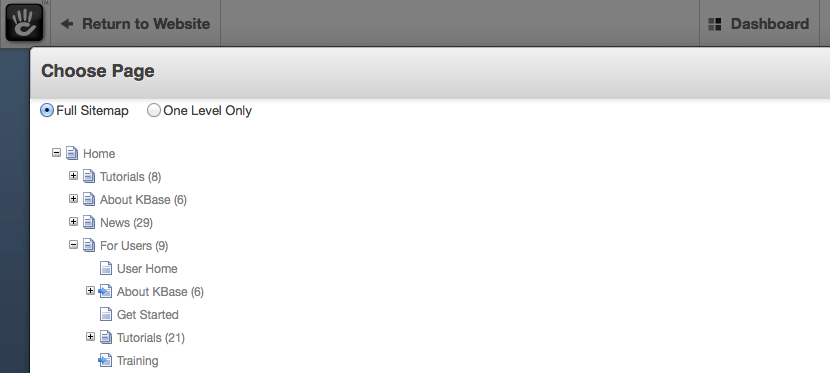 Return to Website Dashboard
Choose Page
Full Sitemap One Level Only
Home
Tutorials (8)
About KBase (6)
News (29)
For Users (9)
User Home
About KBase (6)
Get Started
Tutorials (21)
Training